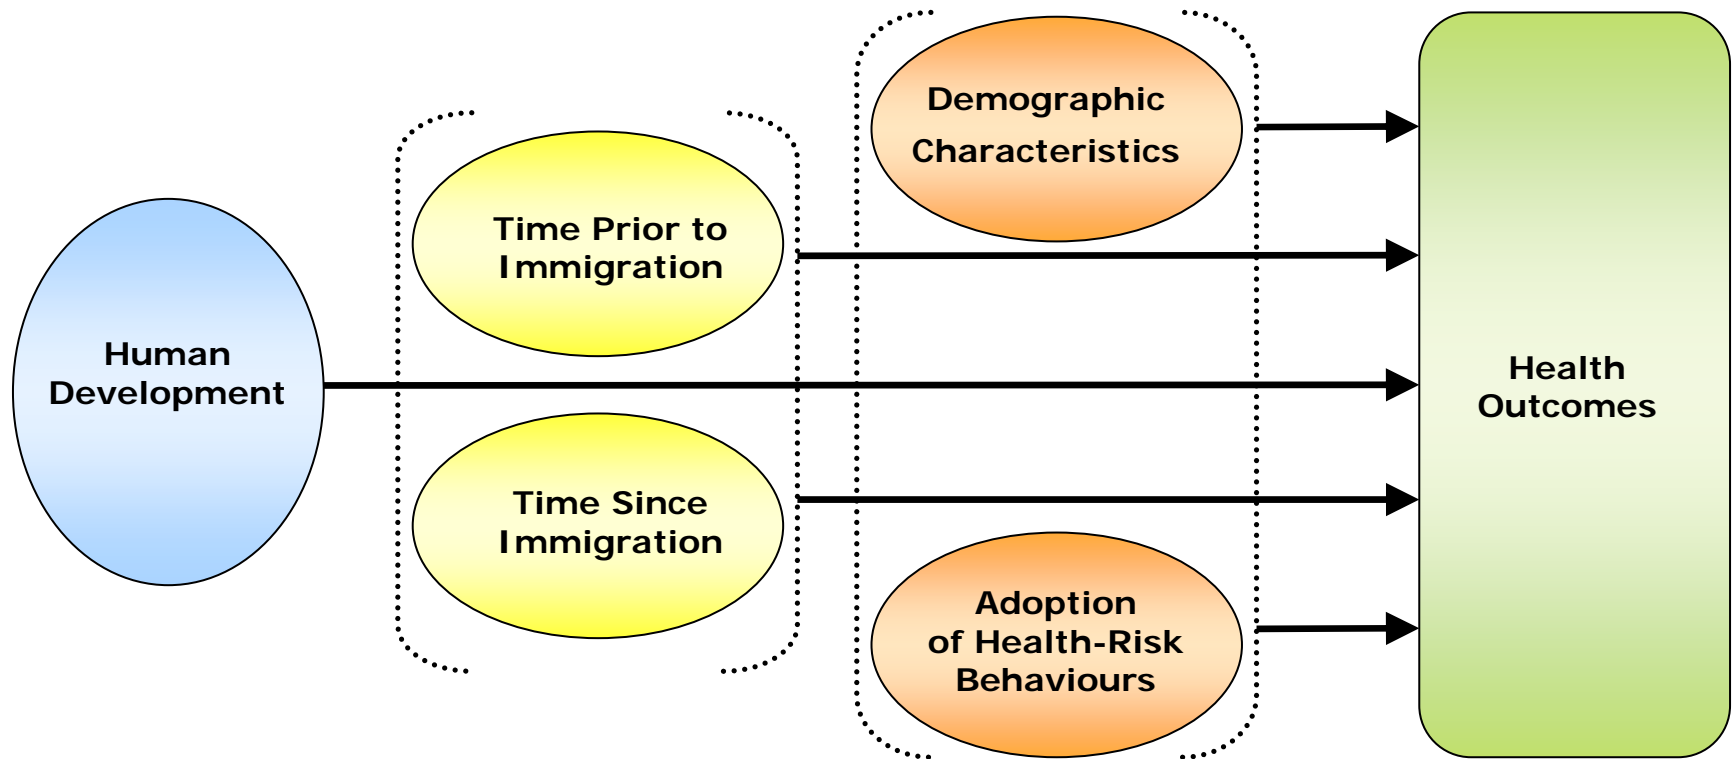 Human
Development
Time Prior to
Immigration
Time Since
Immigration
Demographic
Characteristics
Adoption
of Health-Risk
Behaviours
Health
Outcomes